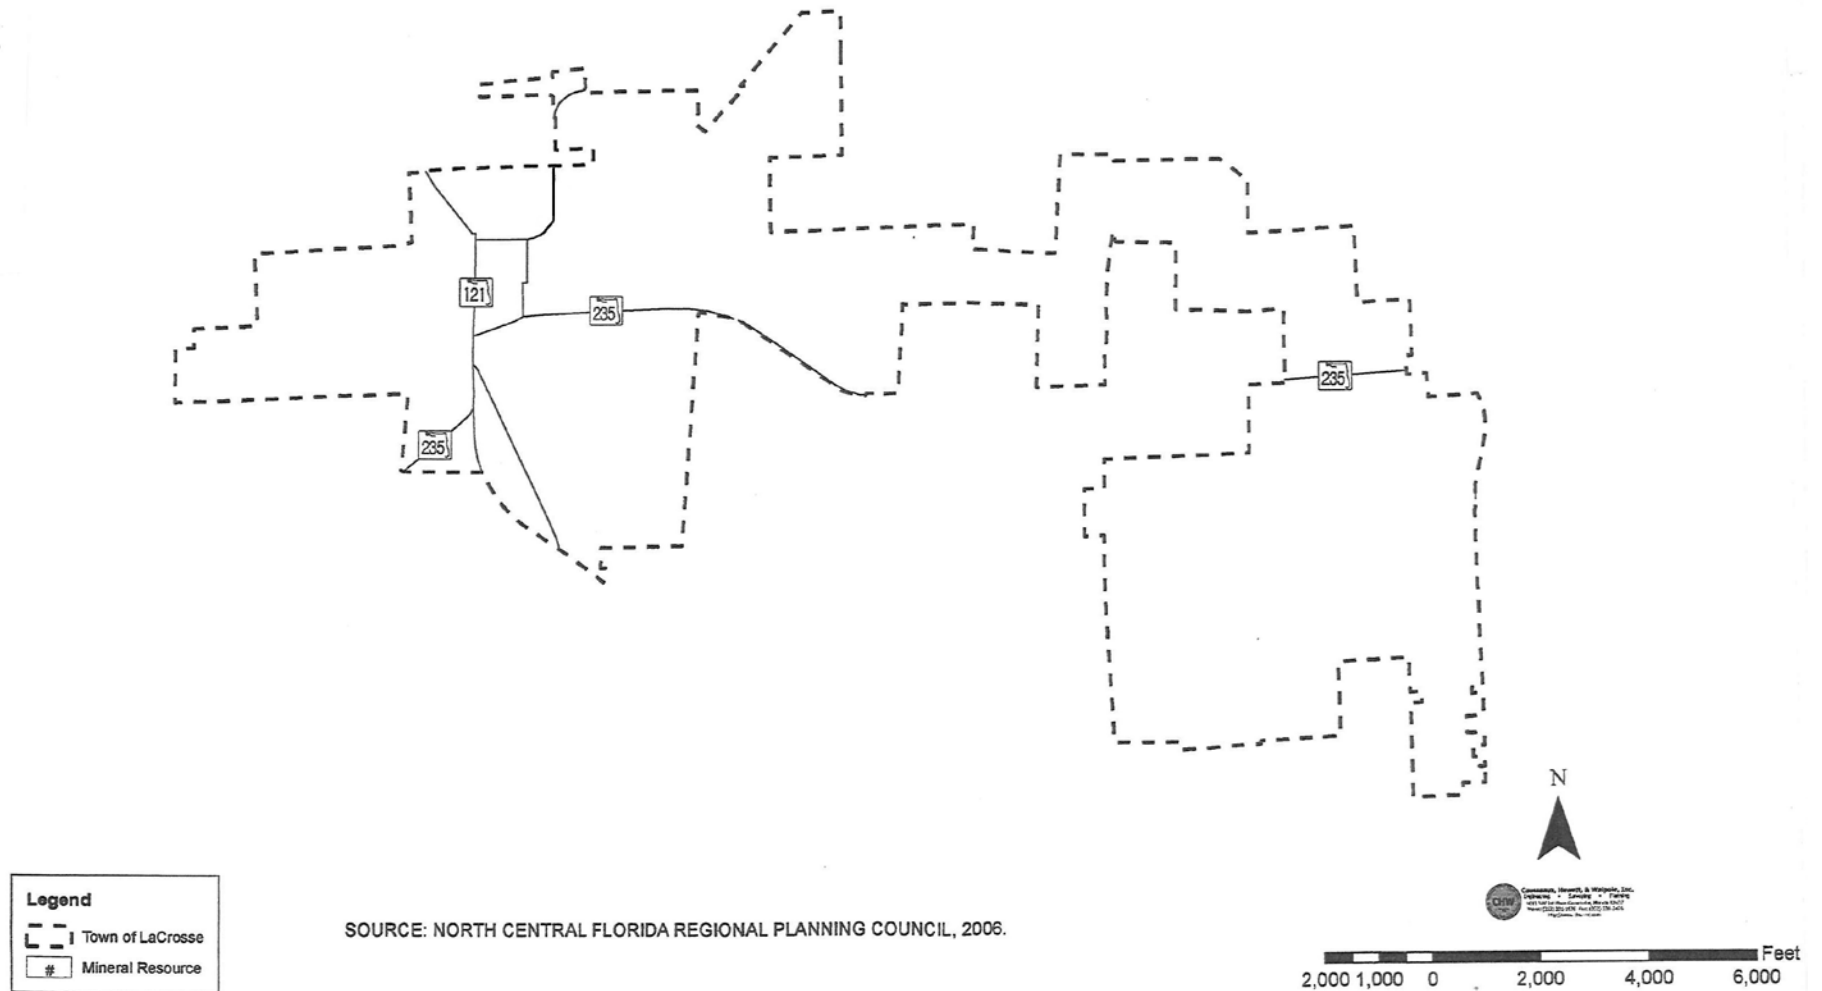 121
235
235
235
N
CHW
Legend
Town of LaCrosse
# Mineral Resource
SOURCE: NORTH CENTRAL FLORIDA REGIONAL PLANNING COUNCIL, 2006.
Feet
2,000 1,000 0 2,000 4,000 6,000